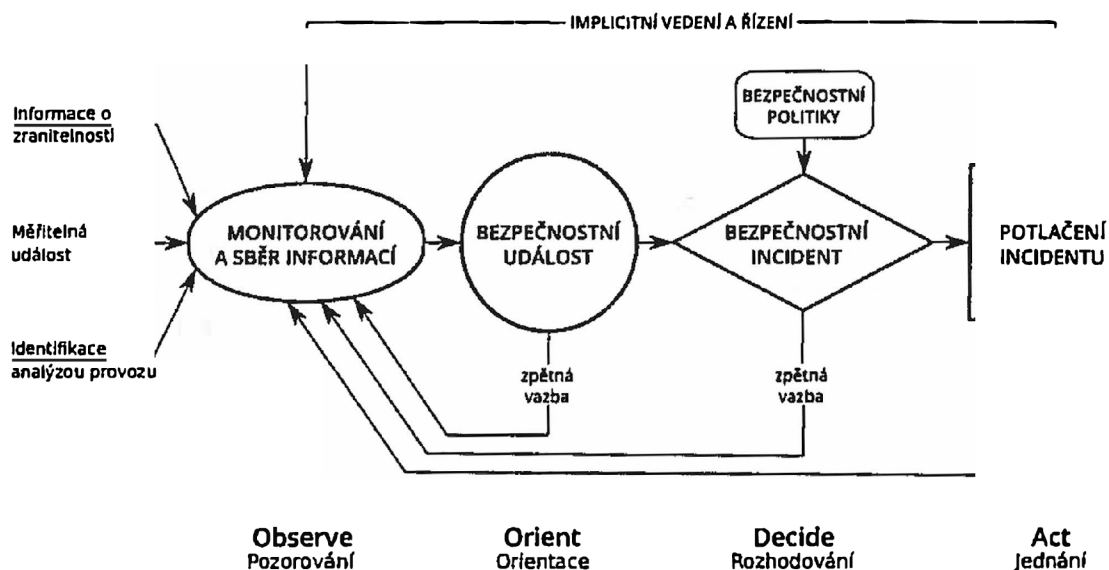 IMPLICITNÍ VEDENÍ A ŘÍZENÍ
BEZPEČNOSTNÍ
POLITIKY
Informace o
zranitelnosti
Měřitelná
událost
Identifikace
analýzou provozu
MONITOROVÁNÍ
A SBĚR INFORMACÍ
BEZPEČNOSTNÍ
UDÁLOST
BEZPEČNOSTNÍ
INCIDENT
POTLAČENÍ
INCIDENTU
zpětná
vazba
zpětná
vazba
Observe
Pozorování
Orient
Orientace
Decide
Rozhodování
Act
Jednání